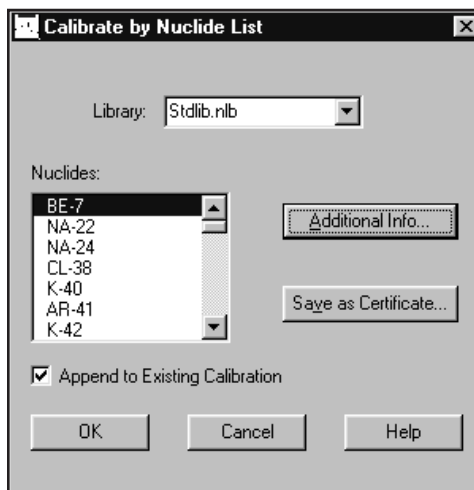 Calibrate by Nuclide List
Library: Stdlib.nlb
Nuclides:
BE-7
NA-22
NA-24
CL-38
K-40
AR-41
K-42
Additional Info...
Save as Certificate...
Append to Existing Calibration
OK Cancel Help